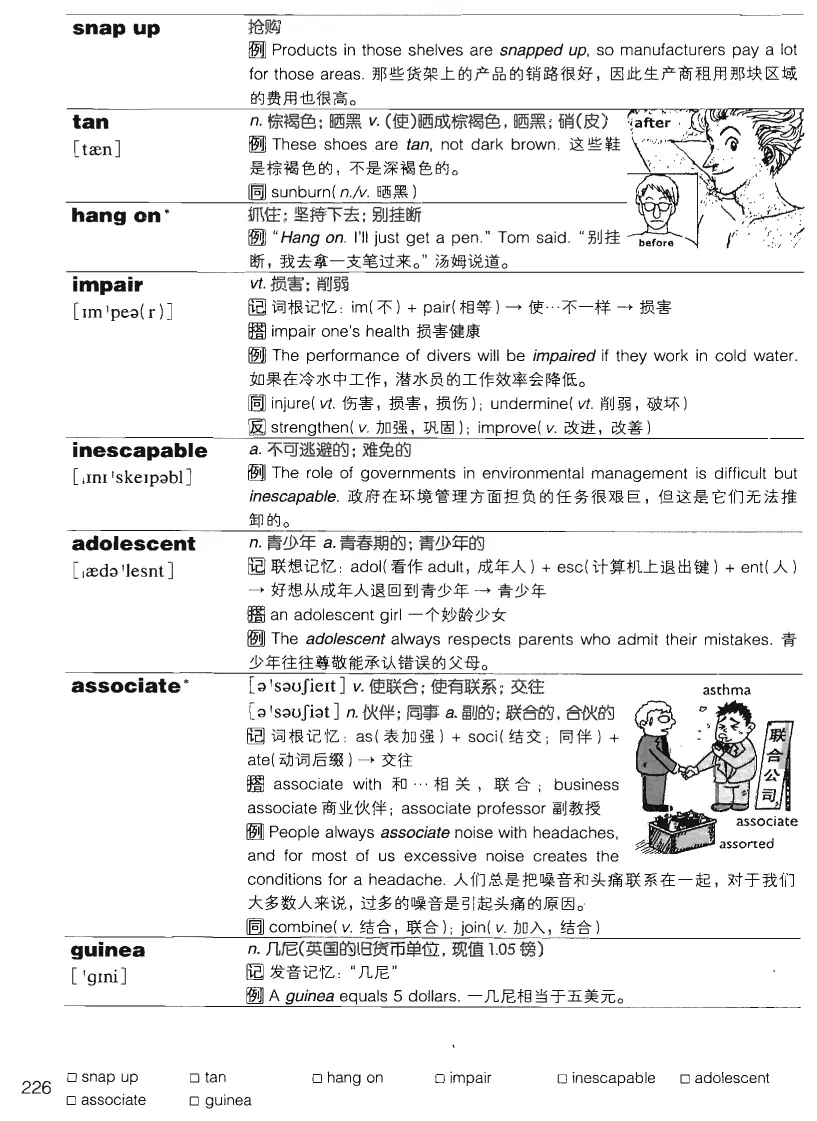 snap up 抢购
例 Products in those shelves are snapped up, so manufacturers pay a lot
for those areas. 那些货架上的产品的销路很好，因此生产商租用那块区域
的费用也很高。
tan n. 棕褐色；晒黑 v. (使)晒成棕褐色，晒黑；硝(皮)
[tæn] 例 These shoes are tan, not dark brown. 这些鞋
是棕褐色的，不是深褐色的。
同 sunburn(n./v. 晒黑)
after
before
hang on* 抓住；坚持下去；别挂断
例 “Hang on. I'll just get a pen.” Tom said. “别挂
断，我去拿一支笔过来。”汤姆说道。
impair vt. 损害；削弱
[ɪmˈpeə(r)] 记 词根记忆：im(不) + pair(相等) → 使…不一样 → 损害
搭 impair one's health 损害健康
例 The performance of divers will be impaired if they work in cold water.
如果在冷水中工作，潜水员的工作效率会降低。
同 injure(vt. 伤害，损害，损伤)；undermine(vt. 削弱，破坏)
反 strengthen(v. 加强，巩固)；improve(v. 改进，改善)
inescapable a. 不可逃避的；难免的
[ˌɪnɪˈskeɪpəbl] 例 The role of governments in environmental management is difficult but
inescapable. 政府在环境管理方面担负的任务很艰巨，但这是它们无法推
卸的。
adolescent n. 青少年 a. 青春期的；青少年的
[ˌædəˈlesnt] 记 联想记忆：adol(看作 adult，成年人) + esc(计算机上退出键) + ent(人)
→ 好想从成年人退回到青少年 → 青少年
搭 an adolescent girl 一个妙龄少女
例 The adolescent always respects parents who admit their mistakes. 青
少年往往尊敬能承认错误的父母。
associate* [əˈsəʊʃieɪt] v. 使联合；使有联系；交往
[əˈsəʊʃiət] n. 伙伴；同事 a. 副的；联合的，合伙的
记 词根记忆：as(表加强) + soci(结交；同伴) +
ate(动词后缀) → 交往
搭 associate with 和…相关，联合；business
associate 商业伙伴；associate professor 副教授
例 People always associate noise with headaches,
and for most of us excessive noise creates the
conditions for a headache. 人们总是把噪音和头痛联系在一起，对于我们
大多数人来说，过多的噪音是引起头痛的原因。
同 combine(v. 结合，联合)；join(v. 加入，结合)
asthma
联合公司
associate
assorted
guinea n. 几尼(英国的旧货币单位，现值 1.05 镑)
[ˈɡɪni] 记 发音记忆：“几尼”
例 A guinea equals 5 dollars. 一几尼相当于五美元。
226
□ snap up □ tan □ hang on □ impair □ inescapable □ adolescent
□ associate □ guinea